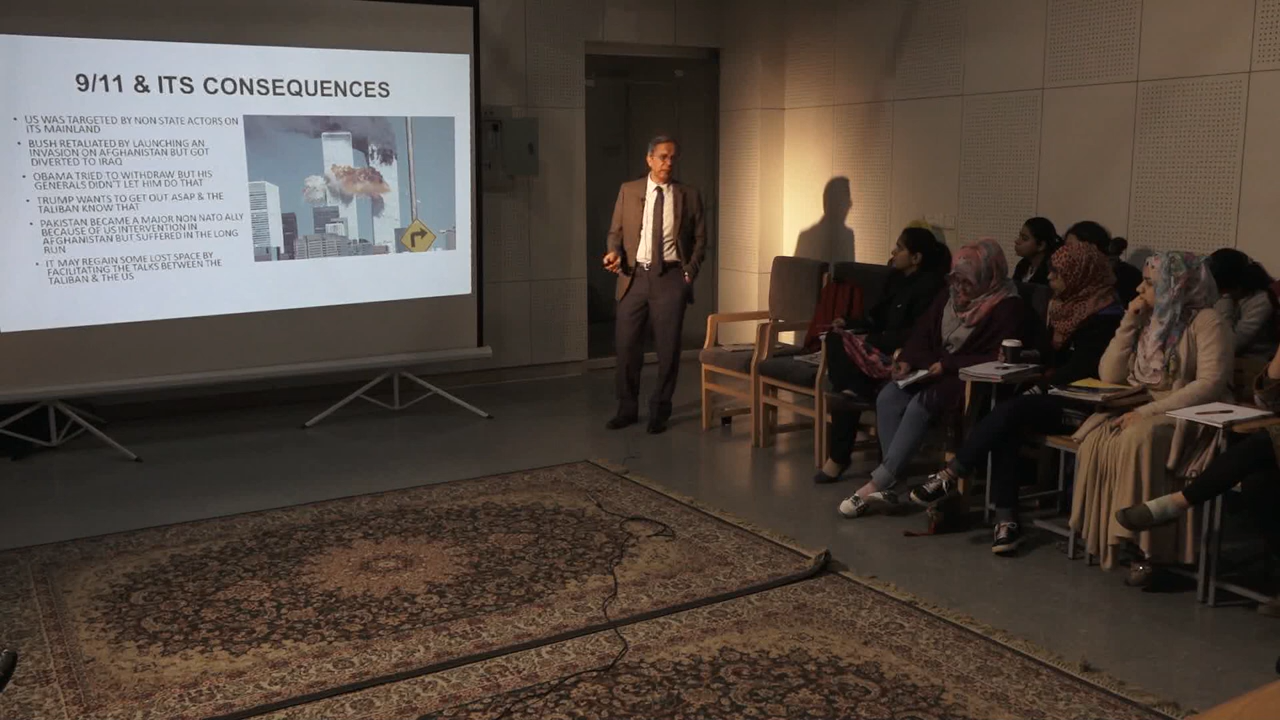 9/11 & ITS CONSEQUENCES
• US WAS TARGETED BY NON STATE ACTORS ON
ITS MAINLAND
• BUSH RETALIATED BY LAUNCHING AN
INVASION ON AFGHANISTAN BUT GOT
DIVERTED TO IRAQ
• OBAMA TRIED TO WITHDRAW BUT HIS
GENERALS DIDN'T LET HIM DO THAT
• TRUMP WANTS TO GET OUT ASAP & THE
TALIBAN KNOW THAT
• PAKISTAN BECAME A MAJOR NON NATO ALLY
BECAUSE OF US INTERVENTION IN
AFGHANISTAN BUT SUFFERED IN THE LONG
RUN
• IT MAY REGAIN SOME LOST SPACE BY
FACILITATING THE TALKS BETWEEN THE
TALIBAN & THE US